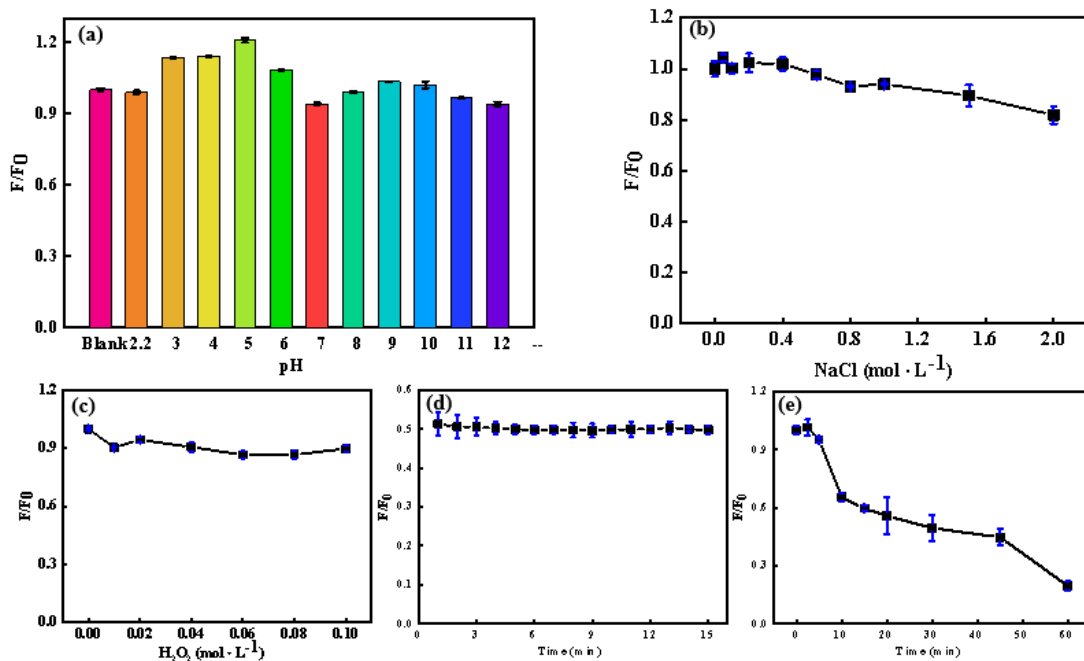 (a)
1.2
0.9
0.6
0.3
0.0
F/F0
Blank 2.2 3 4 5 6 7 8 9 10 11 12 --
pH
(b)
1.2
1.0
0.8
0.6
0.4
0.2
0.0
F/F0
0.0 0.4 0.8 1.2 1.6 2.0
NaCl (mol · L-1)
(c)
1.2
0.9
0.6
0.3
0.0
F/F0
0.00 0.02 0.04 0.06 0.08 0.10
H2O2 (mol · L-1)
(d)
0.6
0.5
0.4
0.3
0.2
0.1
0.0
F/F0
0 3 6 9 12 15
Time (min)
(e)
1.2
0.9
0.6
0.3
0.0
F/F0
0 10 20 30 40 50 60
Time (min)